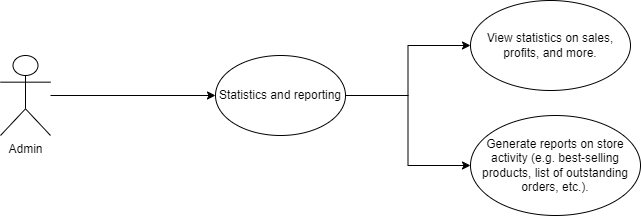 View statistics on sales,
profits, and more.
Statistics and reporting
Admin
Generate reports on store
activity (e.g. best-selling
products, list of outstanding
orders, etc.).